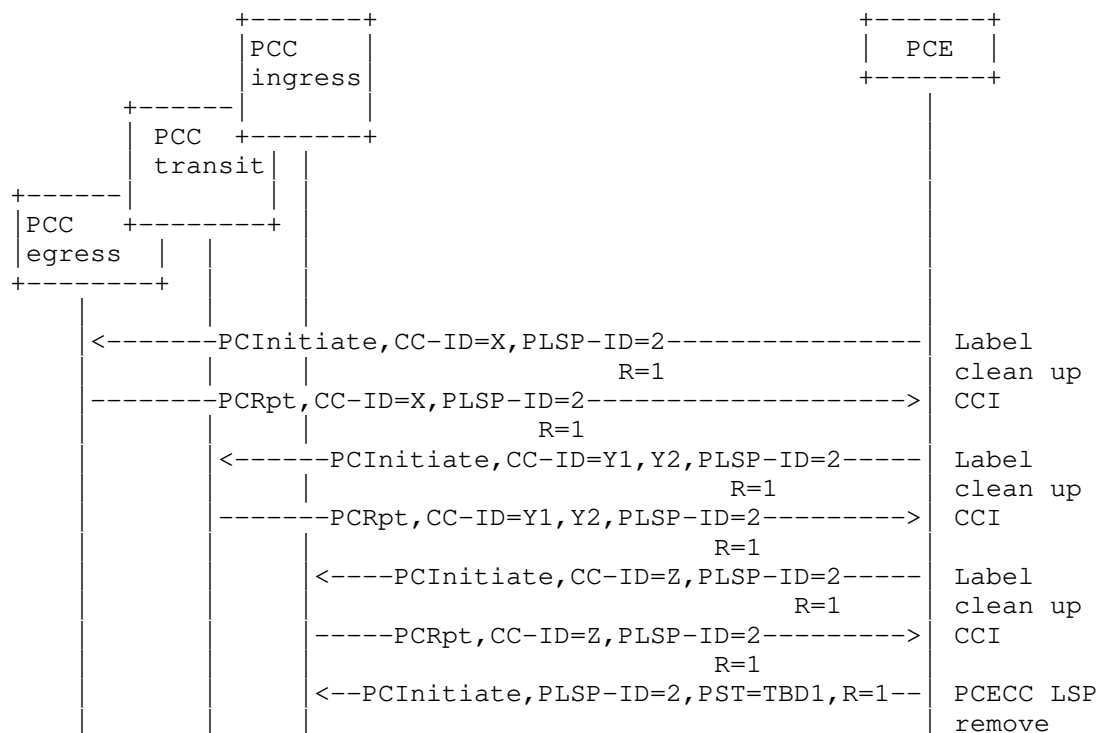 PCC
PCE
ingress
PCC
transit
PCC
egress
<-------PCInitiate,CC-ID=X,PLSP-ID=2---------------- Label
R=1 clean up
--------PCRpt,CC-ID=X,PLSP-ID=2--------------------> CCI
R=1
<------PCInitiate,CC-ID=Y1,Y2,PLSP-ID=2----- Label
R=1 clean up
-------PCRpt,CC-ID=Y1,Y2,PLSP-ID=2---------> CCI
R=1
<----PCInitiate,CC-ID=Z,PLSP-ID=2----- Label
R=1 clean up
-----PCRpt,CC-ID=Z,PLSP-ID=2---------> CCI
R=1
<--PCInitiate,PLSP-ID=2,PST=TBD1,R=1-- PCECC LSP
remove